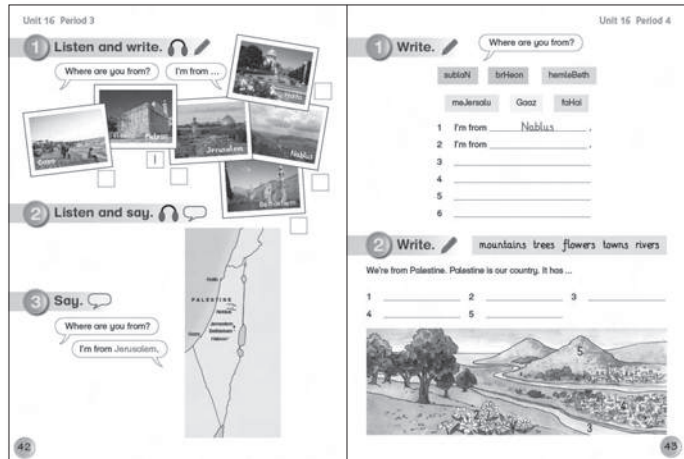 Unit 16 Period 3
1 Listen and write.
Where are you from?
I'm from ...
Gaza
Hebron
Jerusalem
Nablus
Bethlehem
1
2 Listen and say.
PALESTINE
Jerusalem
Bethlehem
Hebron
3 Say.
Where are you from?
I'm from Jerusalem.
42
Unit 16 Period 4
1 Write.
Where are you from?
sublaN brHeon hemleBeth
meJersalu Gaaz faHai
1 I'm from Nablus .
2 I'm from .
3
4
5
6
2 Write.
mountains trees flowers towns rivers
We're from Palestine. Palestine is our country. It has ...
1 2 3
4 5
5
3
43